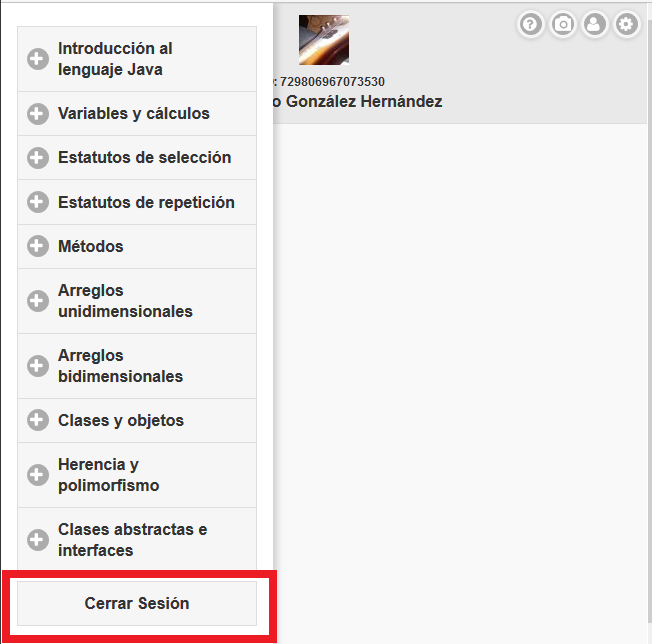 Introducción al
lenguaje Java
Variables y cálculos
Estatutos de selección
Estatutos de repetición
Métodos
Arreglos
unidimensionales
Arreglos
bidimensionales
Clases y objetos
Herencia y
polimorfismo
Clases abstractas e
interfaces
Cerrar Sesión
: 729806967073530
o González Hernández